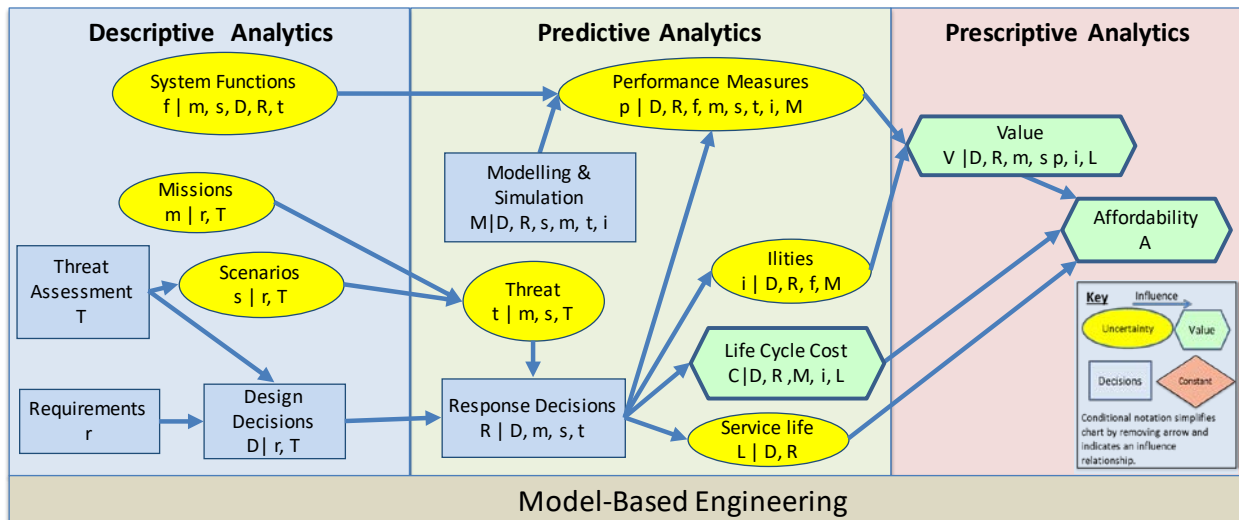 Descriptive Analytics
System Functions
f | m, s, D, R, t
Missions
m | r, T
Threat
Assessment
T
Scenarios
s | r, T
Requirements
r
Design
Decisions
D| r, T
Predictive Analytics
Performance Measures
p | D, R, f, m, s, t, i, M
Modelling &
Simulation
M|D, R, s, m, t, i
Threat
t | m, s, T
Ilities
i | D, R, f, M
Life Cycle Cost
C|D, R ,M, i, L
Response Decisions
R | D, m, s, t
Service life
L | D, R
Prescriptive Analytics
Value
V |D, R, m, s p, i, L
Affordability
A
Key
Influence
Uncertainty
Value
Decisions
Constant
Conditional notation simplifies
chart by removing arrow and
indicates an influence
relationship.
Model-Based Engineering